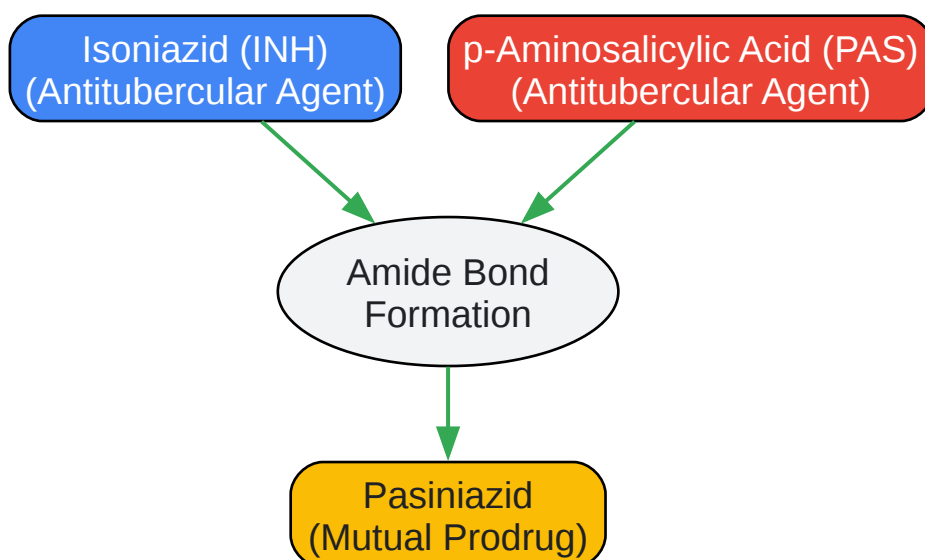 Isoniazid (INH)
(Antitubercular Agent)
p-Aminosalicylic Acid (PAS)
(Antitubercular Agent)
Amide Bond
Formation
Pasiniazid
(Mutual Prodrug)